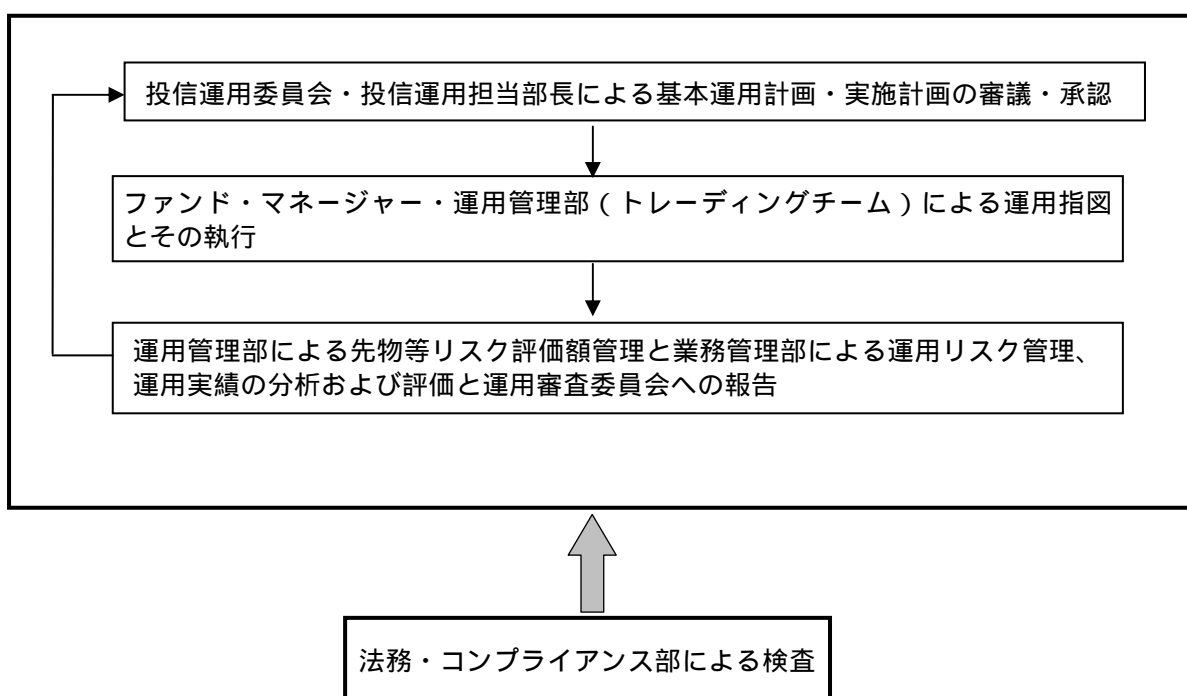 投信運用委員会・投信運用担当部長による基本運用計画・実施計画の審議・承認
ファンド・マネージャー・運用管理部(トレーディングチーム)による運用指図
とその執行
運用管理部による先物等リスク評価額管理と業務管理部による運用リスク管理、
運用実績の分析および評価と運用審査委員会への報告
法務・コンプライアンス部による検査